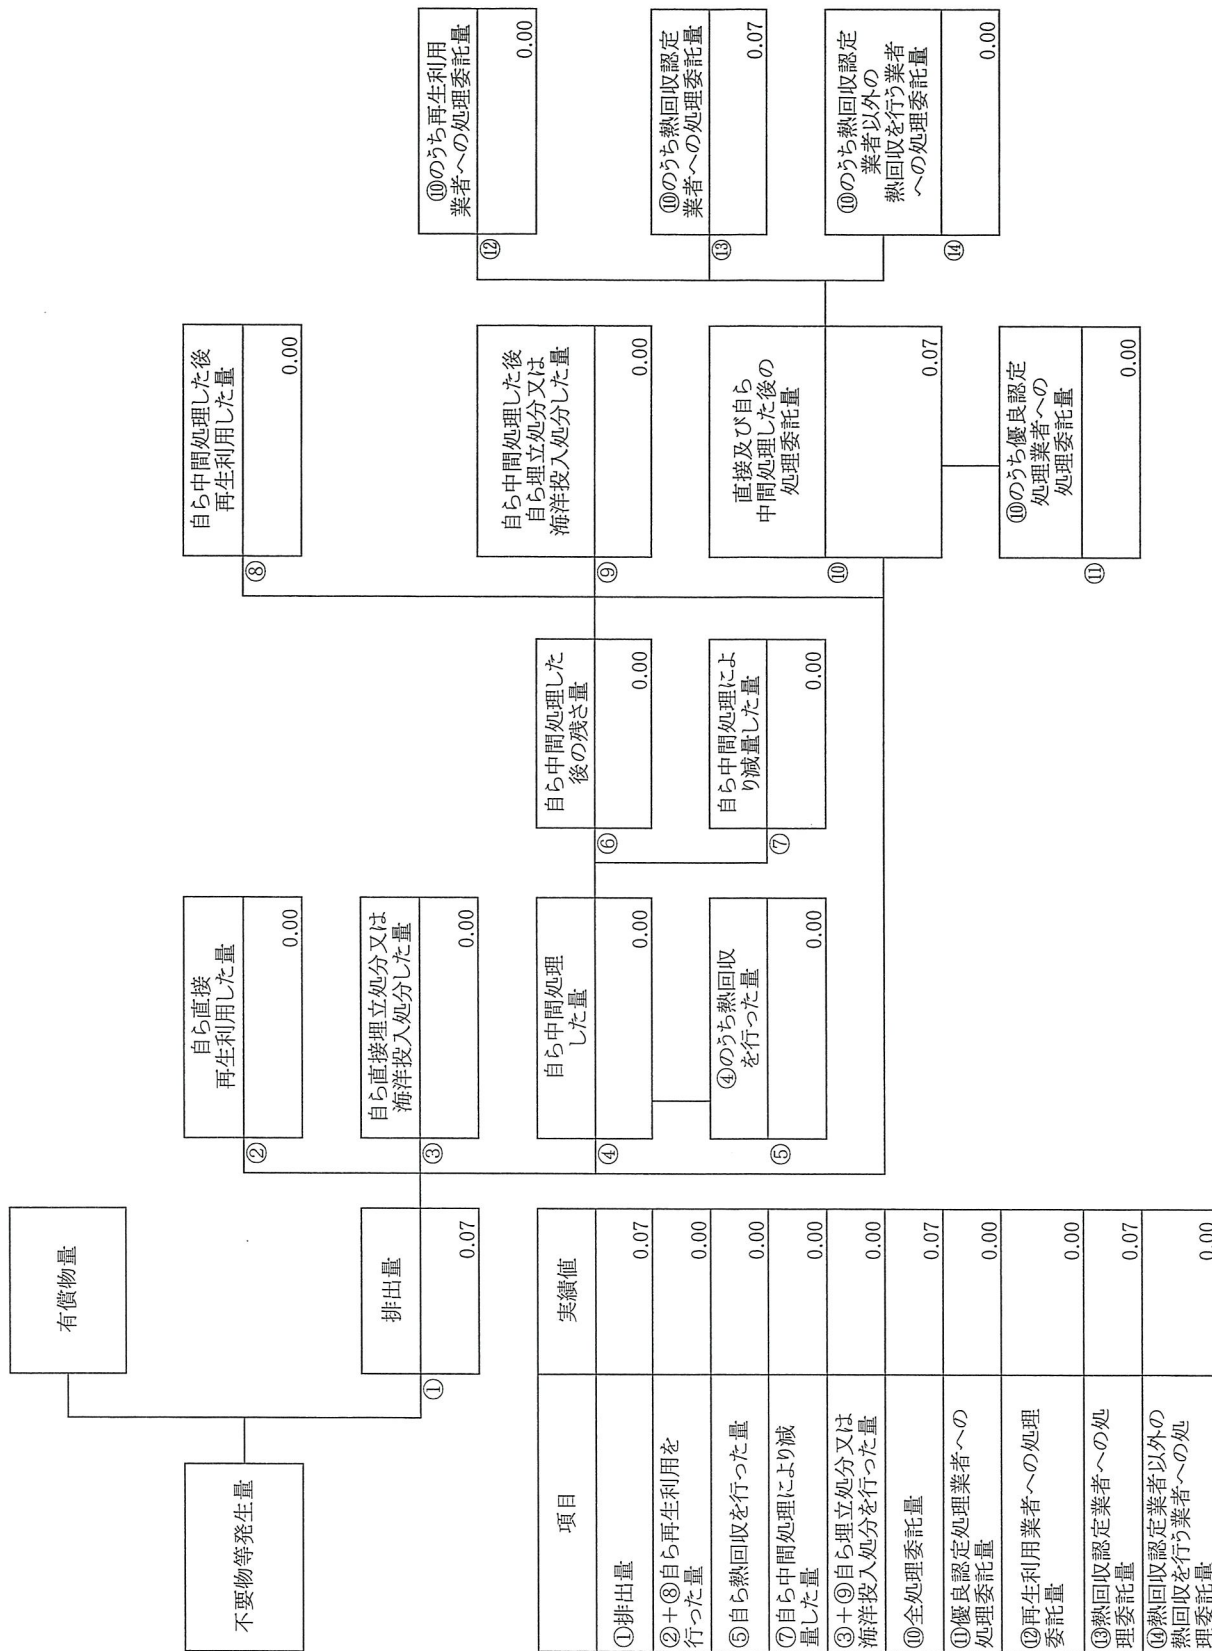 不要物等発生量
有償物量
①
排出量
0.07
②
自ら直接
再生利用した量
0.00
③
自ら直接埋立処分又は
海洋投入処分した量
0.00
④
自ら中間処理
した量
0.00
⑤
④のうち熱回収
を行った量
0.00
⑥
自ら中間処理した
後の残さ量
0.00
⑦
自ら中間処理によ
り減量した量
0.00
⑧
自ら中間処理した後
再生利用した量
0.00
⑨
自ら中間処理した後
自ら埋立処分又は
海洋投入処分した量
0.00
⑩
直接及び自ら
中間処理した後の
処理委託量
0.07
⑪
⑩のうち優良認定
処理業者への
処理委託量
0.00
⑫
⑩のうち再生利用
業者への処理委託量
0.00
⑬
⑩のうち熱回収認定
業者への処理委託量
0.07
⑭
⑩のうち熱回収認定
業者以外の
熱回収を行う業者
への処理委託量
0.00
項目 実績値
①排出量 0.07
②+⑧自ら再生利用を
行った量 0.00
⑤自ら熱回収を行った量 0.00
⑦自ら中間処理により減
量した量 0.00
③+⑨自ら埋立処分又は
海洋投入処分を行った量 0.00
⑩全処理委託量 0.07
⑪優良認定処理業者への
処理委託量 0.00
⑫再生利用業者への処理
委託量 0.00
⑬熱回収認定業者への処
理委託量 0.07
⑭熱回収認定業者以外の
熱回収を行う業者への処
理委託量 0.00